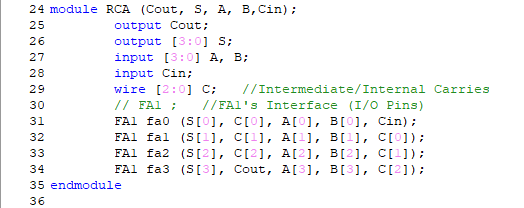 24 module RCA (Cout, S, A, B,Cin);
25 output Cout;
26 output [3:0] S;
27 input [3:0] A, B;
28 input Cin;
29 wire [2:0] C; //Intermediate/Internal Carries
30 // FA1 ; //FA1's Interface (I/O Pins)
31 FA1 fa0 (S[0], C[0], A[0], B[0], Cin);
32 FA1 fa1 (S[1], C[1], A[1], B[1], C[0]);
33 FA1 fa2 (S[2], C[2], A[2], B[2], C[1]);
34 FA1 fa3 (S[3], Cout, A[3], B[3], C[2]);
35 endmodule
36